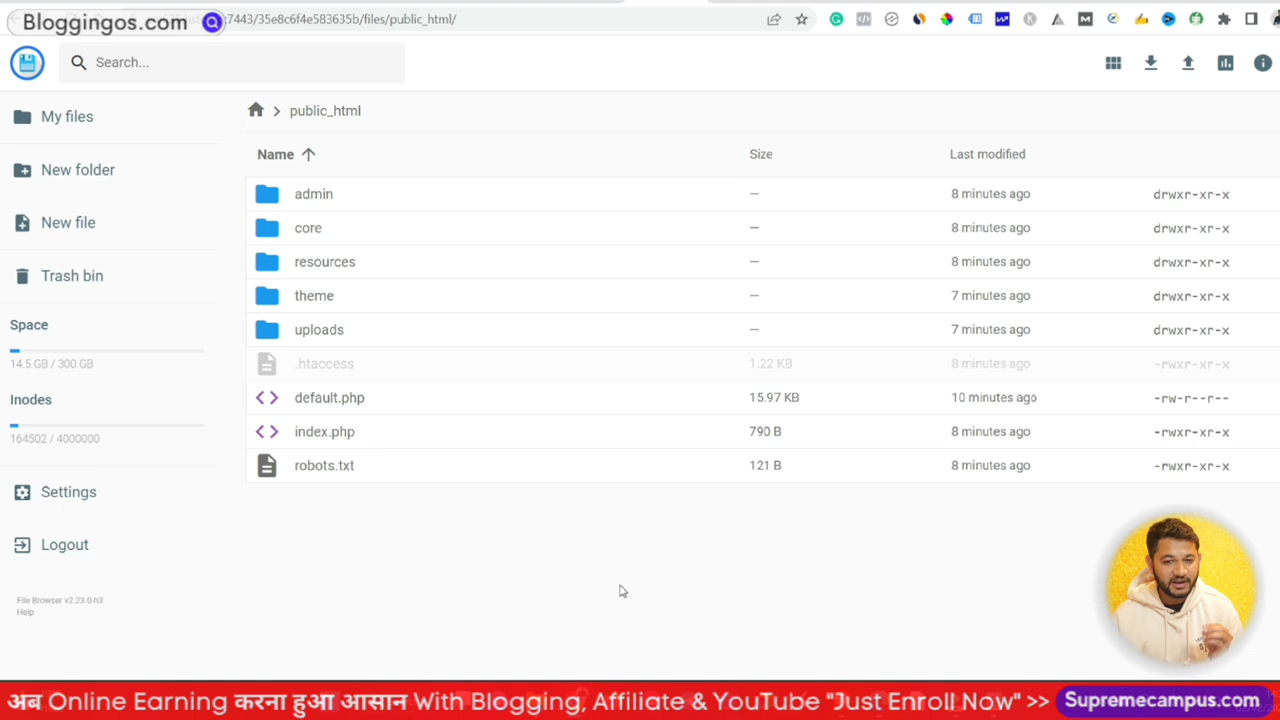 Bloggingos.com
:7443/35e8c6f4e583635b/files/public_html/
Search...
My files
New folder
New file
Trash bin
Space
14.5 GB / 300 GB
Inodes
164502 / 4000000
Settings
Logout
File Browser v2.23.0-h3
Help
public_html
Name Size Last modified
admin — 8 minutes ago drwxr-xr-x
core — 8 minutes ago drwxr-xr-x
resources — 8 minutes ago drwxr-xr-x
theme — 7 minutes ago drwxr-xr-x
uploads — 7 minutes ago drwxr-xr-x
.htaccess 1.22 KB 8 minutes ago -rwxr-xr-x
default.php 15.97 KB 10 minutes ago -rw-r--r--
index.php 790 B 8 minutes ago -rwxr-xr-x
robots.txt 121 B 8 minutes ago -rwxr-xr-x
अब Online Earning करना हुआ आसान With Blogging, Affiliate & YouTube "Just Enroll Now" >> Supremecampus.com